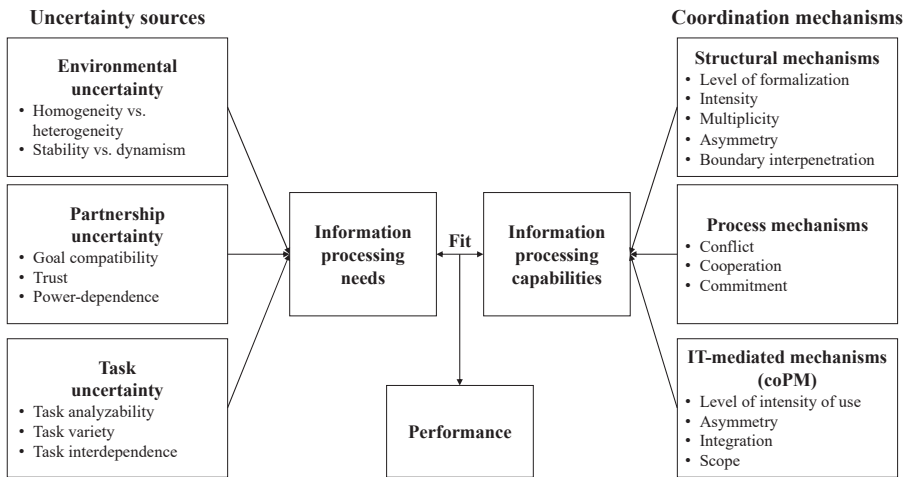 Uncertainty sources
Environmental
uncertainty
• Homogeneity vs.
heterogeneity
• Stability vs. dynamism
Partnership
uncertainty
• Goal compatibility
• Trust
• Power-dependence
Task
uncertainty
• Task analyzability
• Task variety
• Task interdependence
Information
processing
needs
Fit
Information
processing
capabilities
Performance
Coordination mechanisms
Structural mechanisms
• Level of formalization
• Intensity
• Multiplicity
• Asymmetry
• Boundary interpenetration
Process mechanisms
• Conflict
• Cooperation
• Commitment
IT-mediated mechanisms
(coPM)
• Level of intensity of use
• Asymmetry
• Integration
• Scope